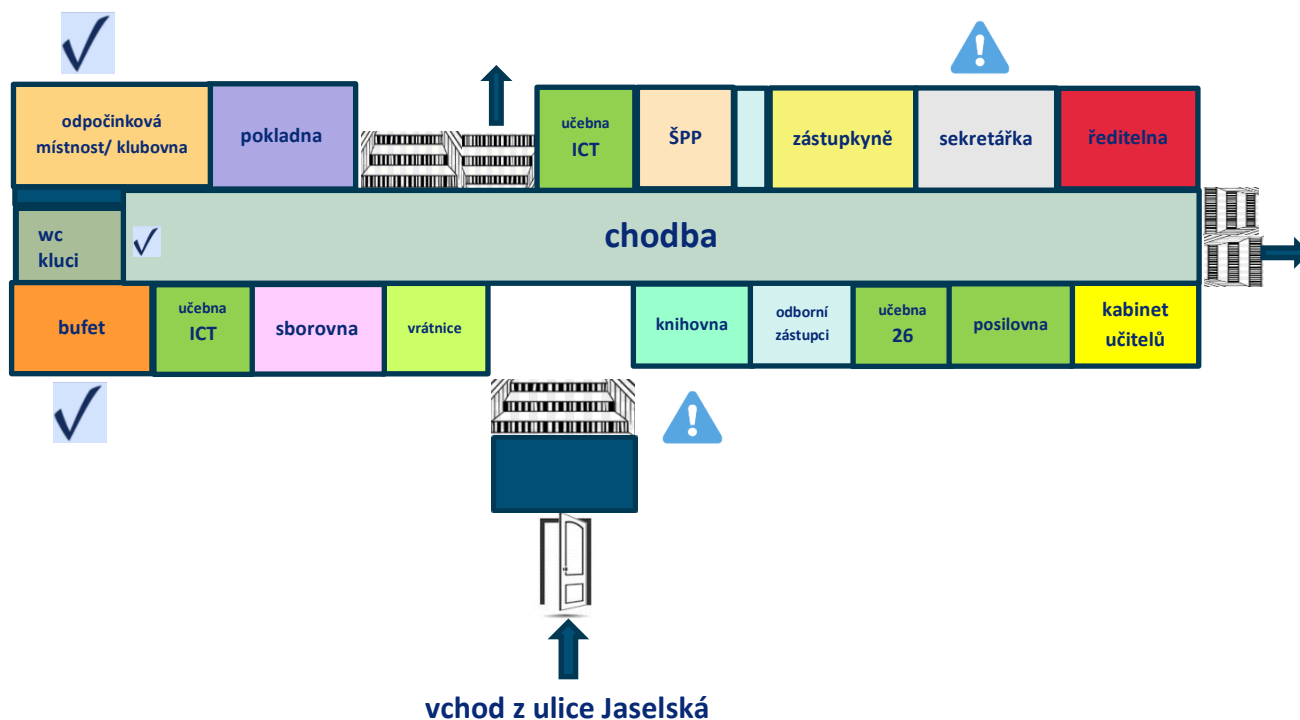 odpočinková
místnost/ klubovna
pokladna
učebna
ICT
ŠPP
zástupkyně
sekretářka
ředitelna
wc
kluci
chodba
bufet
učebna
ICT
sborovna
vrátnice
knihovna
odborní
zástupci
učebna
26
posilovna
kabinet
učitelů
vchod z ulice Jaselská